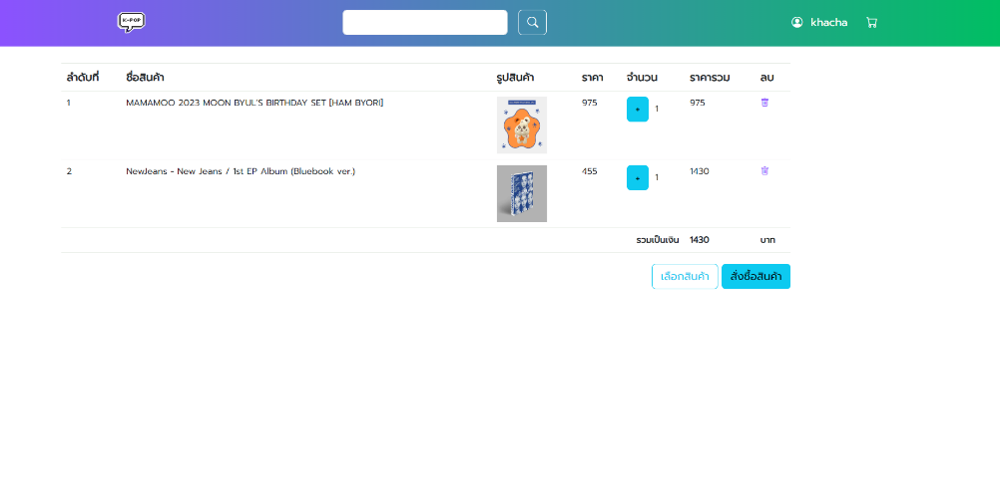 K-POP
khacha
ลำดับที่ ชื่อสินค้า รูปสินค้า ราคา จำนวน ราคารวม ลบ
1 MAMAMOO 2023 MOON BYUL'S BIRTHDAY SET [HAM BYORI] 975 + 1 975
2 NewJeans - New Jeans / 1st EP Album (Bluebook ver.) 455 + 1 1430
รวมเป็นเงิน 1430 บาท
เลือกสินค้า สั่งซื้อสินค้า